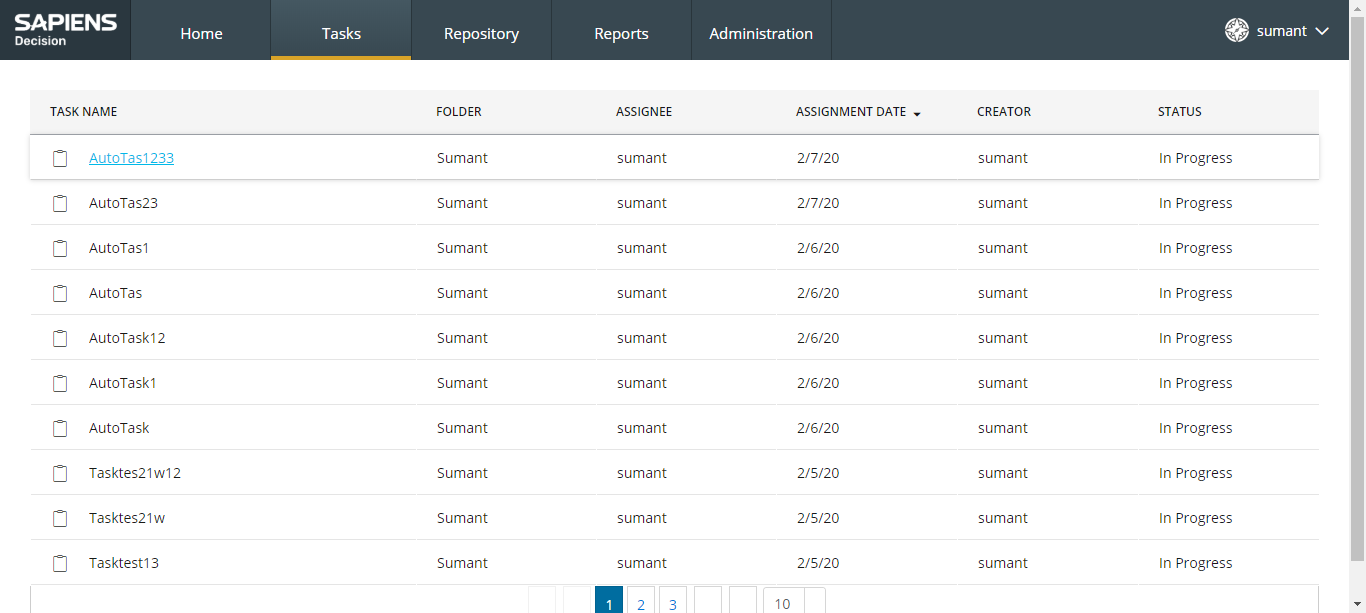 SAPIENS
Decision
Home Tasks Repository Reports Administration sumant
TASK NAME FOLDER ASSIGNEE ASSIGNMENT DATE CREATOR STATUS
AutoTas1233 Sumant sumant 2/7/20 sumant In Progress
AutoTas23 Sumant sumant 2/7/20 sumant In Progress
AutoTas1 Sumant sumant 2/6/20 sumant In Progress
AutoTas Sumant sumant 2/6/20 sumant In Progress
AutoTask12 Sumant sumant 2/6/20 sumant In Progress
AutoTask1 Sumant sumant 2/6/20 sumant In Progress
AutoTask Sumant sumant 2/6/20 sumant In Progress
Tasktes21w12 Sumant sumant 2/5/20 sumant In Progress
Tasktes21w Sumant sumant 2/5/20 sumant In Progress
Tasktest13 Sumant sumant 2/5/20 sumant In Progress
1 2 3 10